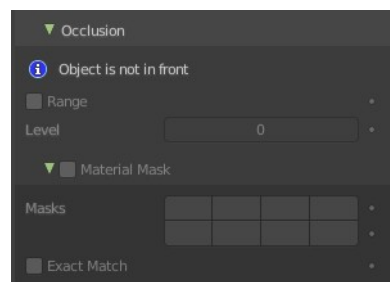 Occlusion
Object is not in front
Range
Level 0
Material Mask
Masks
Exact Match